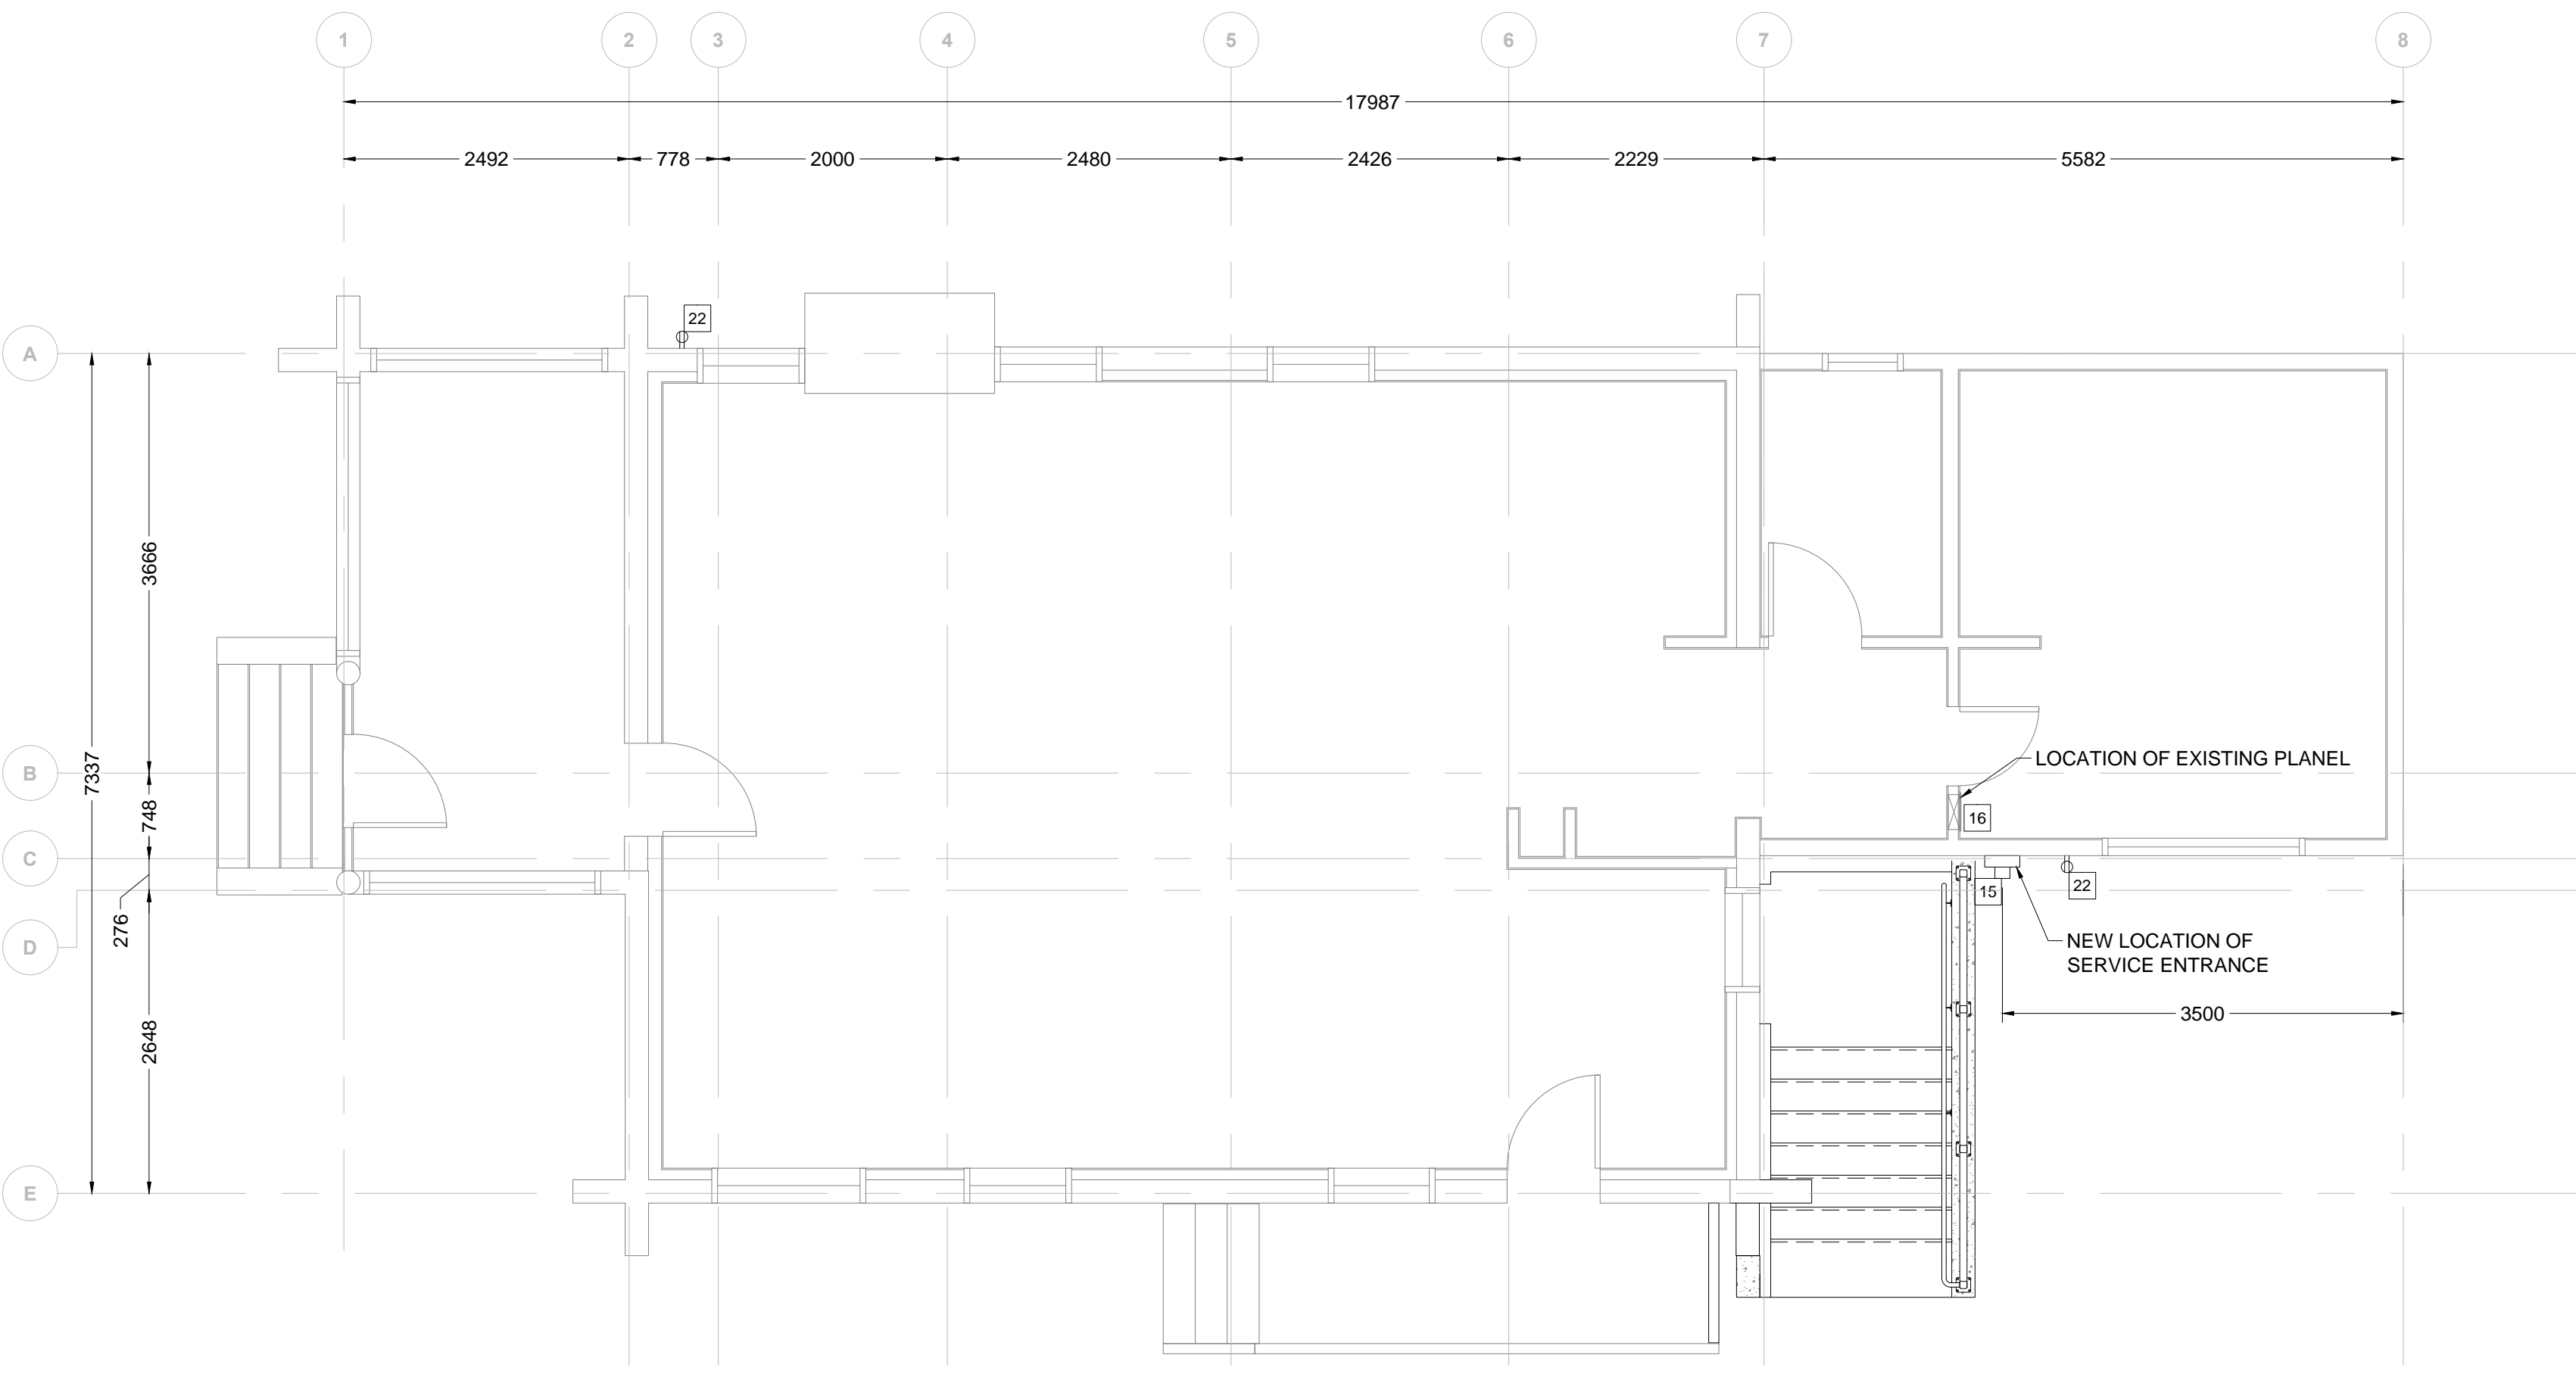 1 2 3 4 5 6 7 8
17987
2492 778 2000 2480 2426 2229 5582
22
A
3666
7337
B
LOCATION OF EXISTING PLANEL
748
16
C
15
22
276
D
NEW LOCATION OF
SERVICE ENTRANCE
3500
2648
E